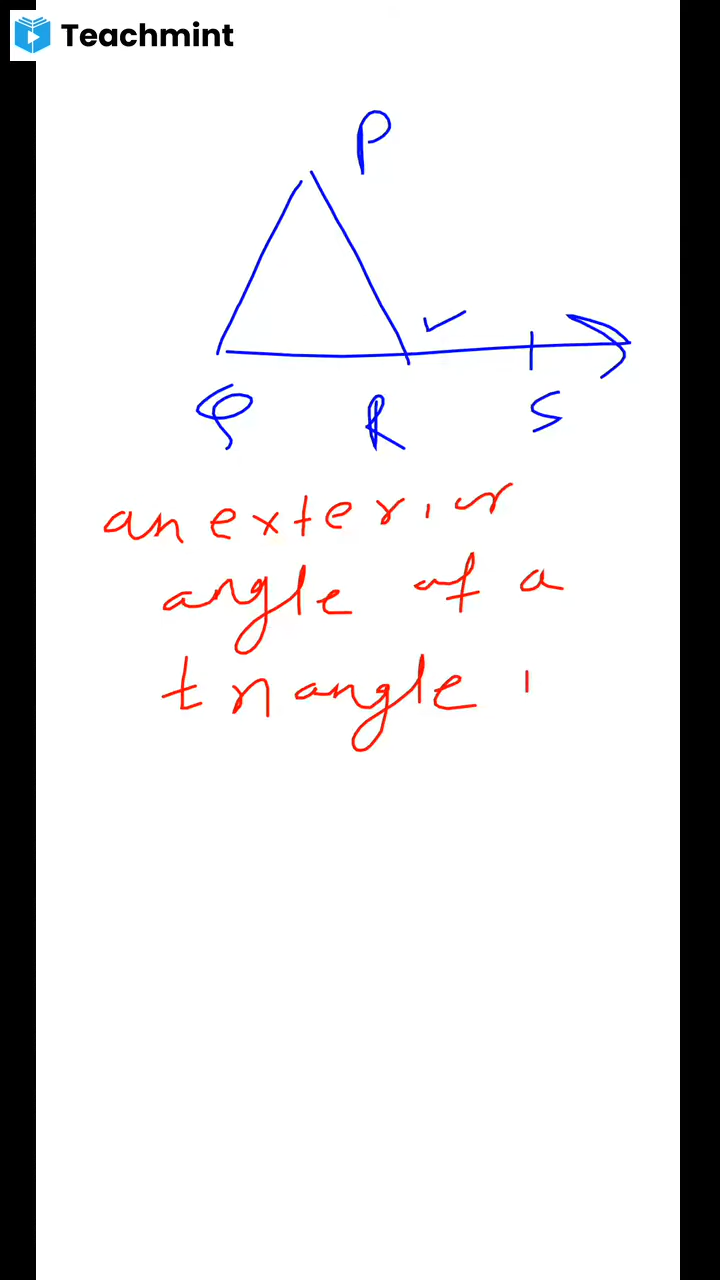 Teachmint
P
Q R S
an exterior
angle of a
triangle